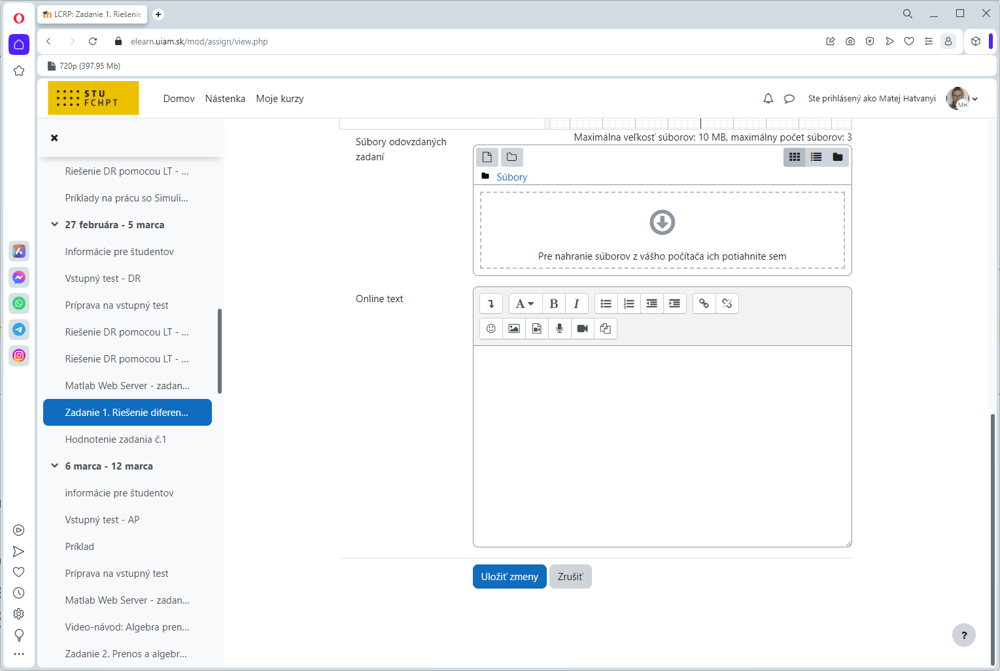 LCRP: Zadanie 1. Riešenie
elearn.uiam.sk/mod/assign/view.php
720p (397.95 Mb)
STU
FCHPT
Domov
Nástenka
Moje kurzy
Ste prihlásený ako Matej Hatvanyi
MH
Riešenie DR pomocou LT - ...
Príklady na prácu so Simuli...
27 februára - 5 marca
Informácie pre študentov
Vstupný test - DR
Príprava na vstupný test
Riešenie DR pomocou LT - ...
Riešenie DR pomocou LT - ...
Matlab Web Server - zadan...
Zadanie 1. Riešenie diferen...
Hodnotenie zadania č.1
6 marca - 12 marca
informácie pre študentov
Vstupný test - AP
Príklad
Príprava na vstupný test
Matlab Web Server - zadan...
Video-návod: Algebra pren...
Zadanie 2. Prenos a algebr...
Súbory odovzdaných
zadaní
Maximálna veľkosť súborov: 10 MB, maximálny počet súborov: 3
Súbory
Pre nahranie súborov z vášho počítača ich potiahnite sem
Online text
A B I
Uložiť zmeny
Zrušiť
?